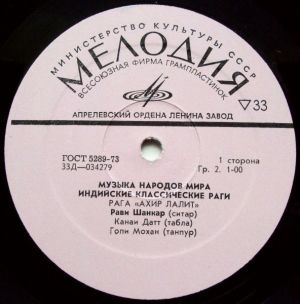 МИНИСТЕРСТВО КУЛЬТУРЫ СССР
МЕЛОДИЯ
ВСЕСОЮЗНАЯ ФИРМА ГРАМПЛАСТИНОК
▽33
АПРЕЛЕВСКИЙ ОРДЕНА ЛЕНИНА ЗАВОД
ГОСТ 5289-73
33Д—034279
1 сторона
Гр. 2. 1-00
МУЗЫКА НАРОДОВ МИРА
ИНДИЙСКИЕ КЛАССИЧЕСКИЕ РАГИ
РАГА «АХИР ЛАЛИТ»
Рави Шанкар (ситар)
Канаи Датт (табла)
Гопи Мохан (танпур)